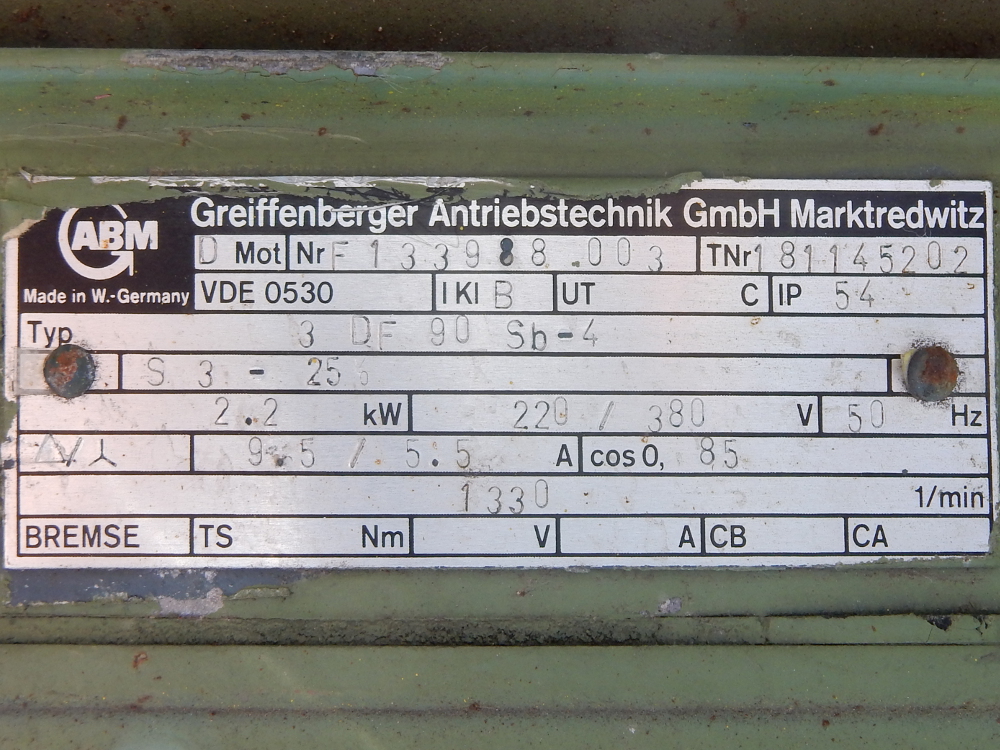 ABM Greiffenberger Antriebstechnik GmbH Marktredwitz
D Mot Nr F 133988.003 TNr 181145202
Made in W.-Germany VDE 0530 I KI B UT C IP 54
Typ 3 DF 90 Sb-4
S 3 - 25%
2.2 kW 220 / 380 V 50 Hz
△/⅄ 9.5 / 5.5 A cos 0, 85
1330 1/min
BREMSE TS Nm V A CB CA